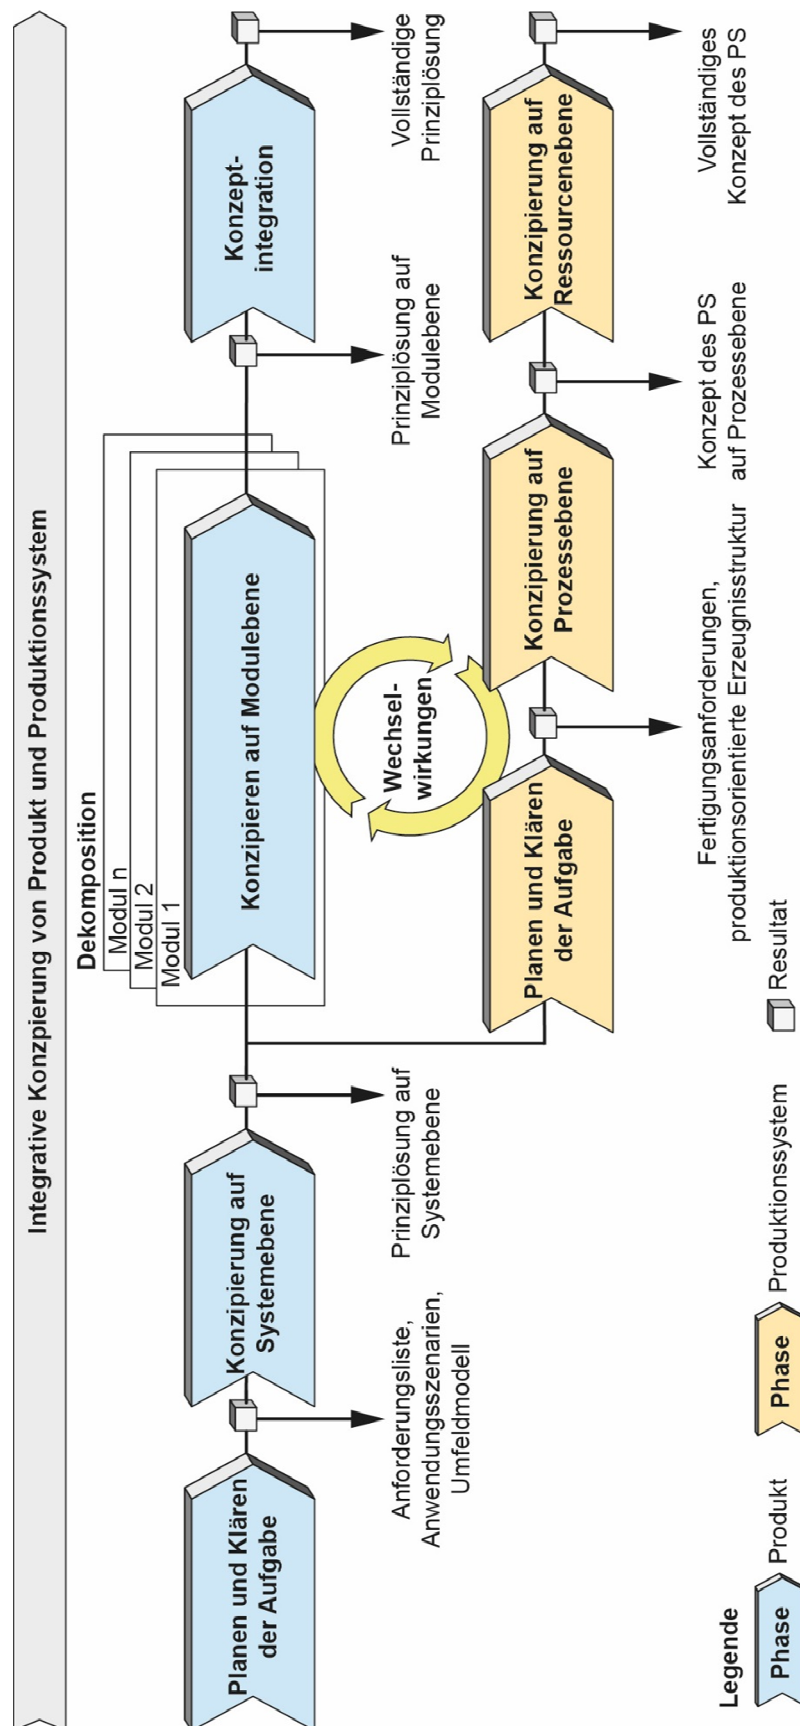 Integrative Konzpierung von Produkt und Produktionssystem
Dekomposition
Modul n
Modul 2
Modul 1
Planen und Klären
der Aufgabe
Konzipierung auf
Systemebene
Konzipieren auf Modulebene
Konzept-
integration
Anforderungsliste,
Anwendungsszenarien,
Umfeldmodell
Prinziplösung auf
Systemebene
Prinziplösung auf
Modulebene
Vollständige
Prinziplösung
Wechsel-
wirkungen
Planen und Klären
der Aufgabe
Konzipierung auf
Prozessebene
Konzipierung auf
Ressourcenebene
Fertigungsanforderungen,
produktionsorientierte Erzeugnisstruktur
Konzept des PS
auf Prozessebene
Vollständiges
Konzept des PS
Legende
Phase
Produkt
Phase
Produktionssystem
Resultat